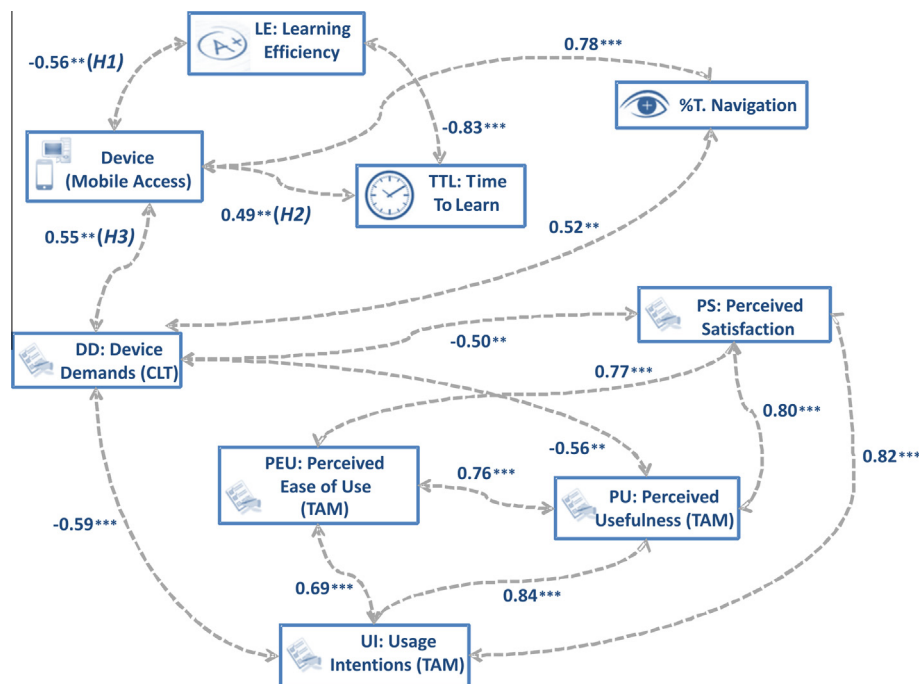 LE: Learning
Efficiency
A+
-0.56**(H1)
0.78***
%T. Navigation
-0.83***
Device
(Mobile Access)
TTL: Time
To Learn
0.49**(H2)
0.55**(H3)
0.52**
PS: Perceived
Satisfaction
-0.50**
DD: Device
Demands (CLT)
0.77***
0.80***
PEU: Perceived
Ease of Use
(TAM)
-0.56**
0.82***
0.76***
PU: Perceived
Usefulness (TAM)
-0.59***
0.69***
0.84***
UI: Usage
Intentions (TAM)